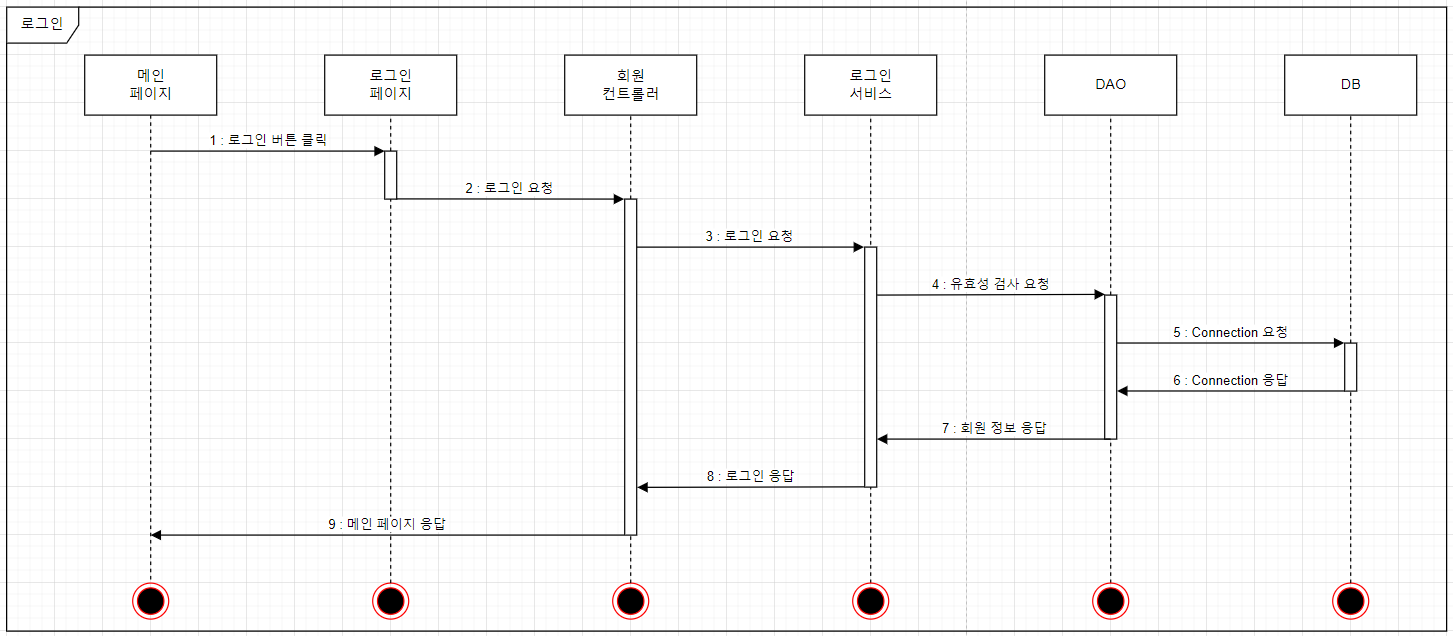 로그인
메인
페이지
로그인
페이지
회원
컨트롤러
로그인
서비스
DAO
DB
1 : 로그인 버튼 클릭
2 : 로그인 요청
3 : 로그인 요청
4 : 유효성 검사 요청
5 : Connection 요청
6 : Connection 응답
7 : 회원 정보 응답
8 : 로그인 응답
9 : 메인 페이지 응답